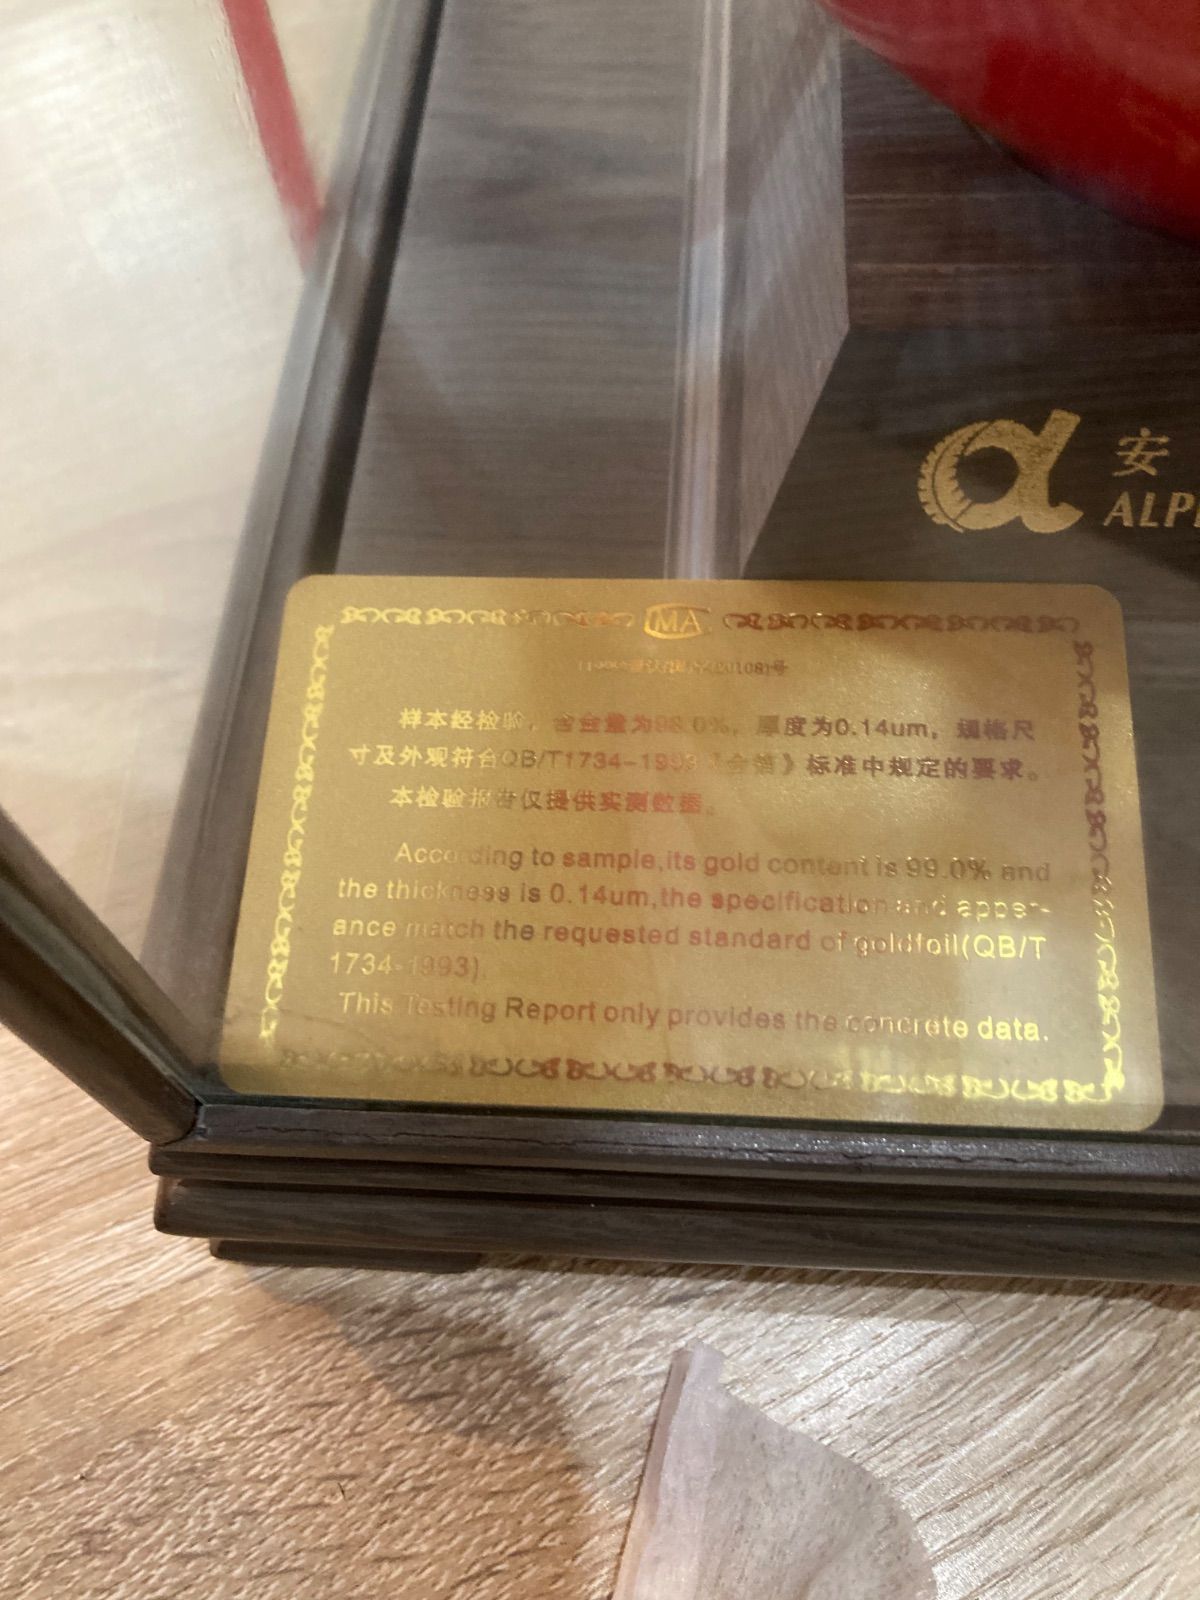 安
ALPH
MA
样本经检验，含金量为99.0%，厚度为0.14um，规格尺
寸及外观符合QB/T1734-1993《金箔》标准中规定的要求。
本检验报告仅提供实测数据。
According to sample,its gold content is 99.0% and
the thickness is 0.14um,the specification and appear-
ance match the requested standard of goldfoil(QB/T
1734-1993).
This Testing Report only provides the concrete data.